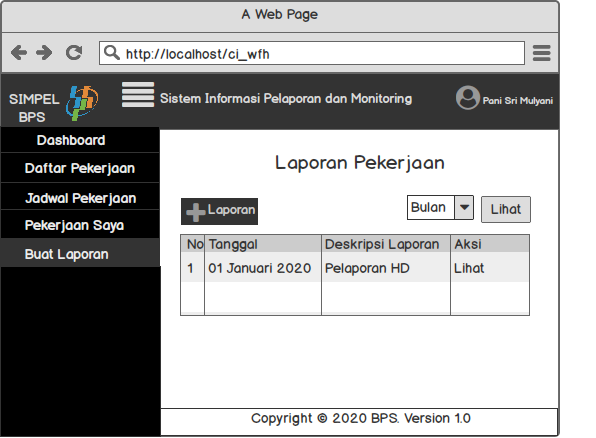 A Web Page
http://localhost/ci_wfh
SIMPEL BPS
Sistem Informasi Pelaporan dan Monitoring
Pani Sri Mulyani
Dashboard
Daftar Pekerjaan
Jadwal Pekerjaan
Pekerjaan Saya
Buat Laporan
Laporan Pekerjaan
Laporan
Bulan
Lihat
No Tanggal Deskripsi Laporan Aksi
1 01 Januari 2020 Pelaporan HD Lihat
Copyright © 2020 BPS. Version 1.0